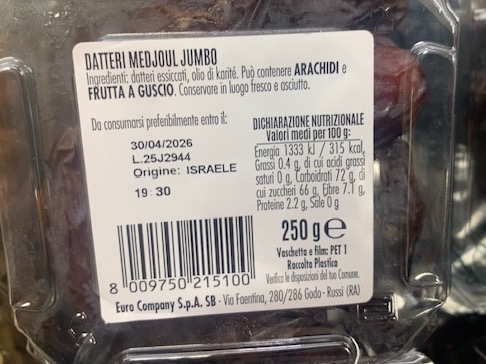 DATTERI MEDJOUL JUMBO
Ingredienti: datteri essiccati, olio di karité. Può contenere ARACHIDI e
FRUTTA A GUSCIO. Conservare in luogo fresco e asciutto.
Da consumarsi preferibilmente entro il:
30/04/2026
L.25J2944
Origine: ISRAELE
19:30
DICHIARAZIONE NUTRIZIONALE
Valori medi per 100 g:
Energia 1333 kJ / 315 kcal,
Grassi 0.4 g, di cui acidi grassi
saturi 0 g, Carboidrati 72 g, di
cui zuccheri 66 g, Fibre 7.1 g,
Proteine 2.2 g, Sale 0 g
250 g e
Vaschetta e film: PET 1
Raccolta Plastica
Verifica le disposizioni del tuo Comune.
8 009750 215100
Euro Company S.p.A. SB - Via Faentina, 280/286 Godo - Russi (RA)